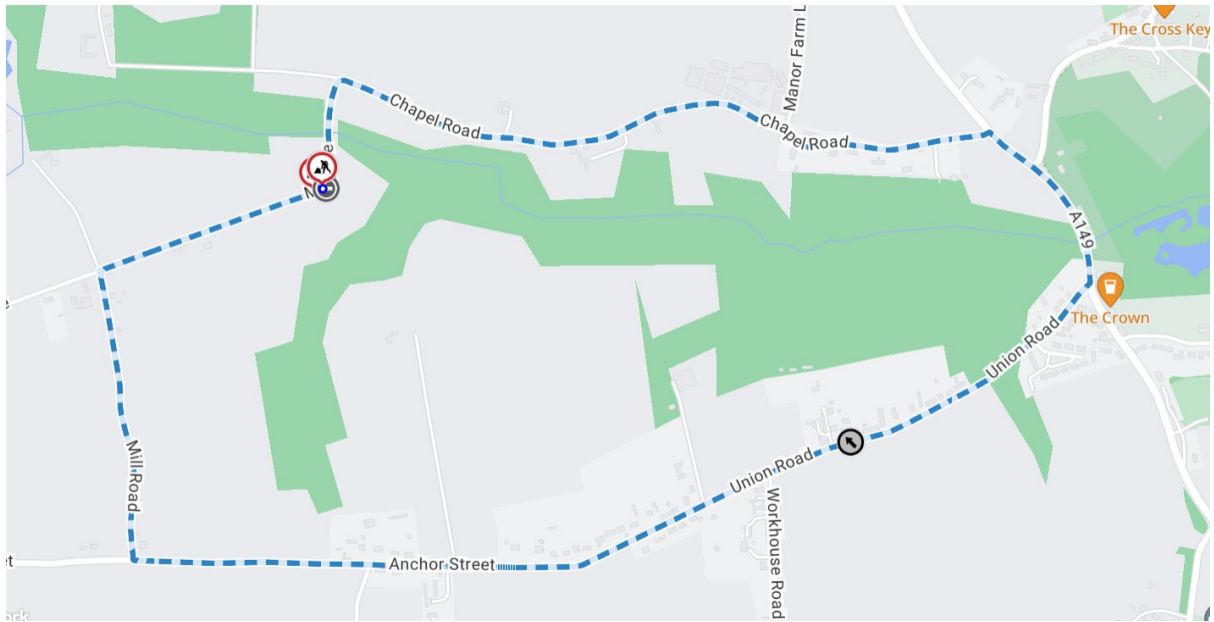 The Cross Key
Manor Farm L
Chapel Road
Chapel Road
A149
The Crown
Union Road
Union Road
Mill Road
Workhouse Road
Anchor Street